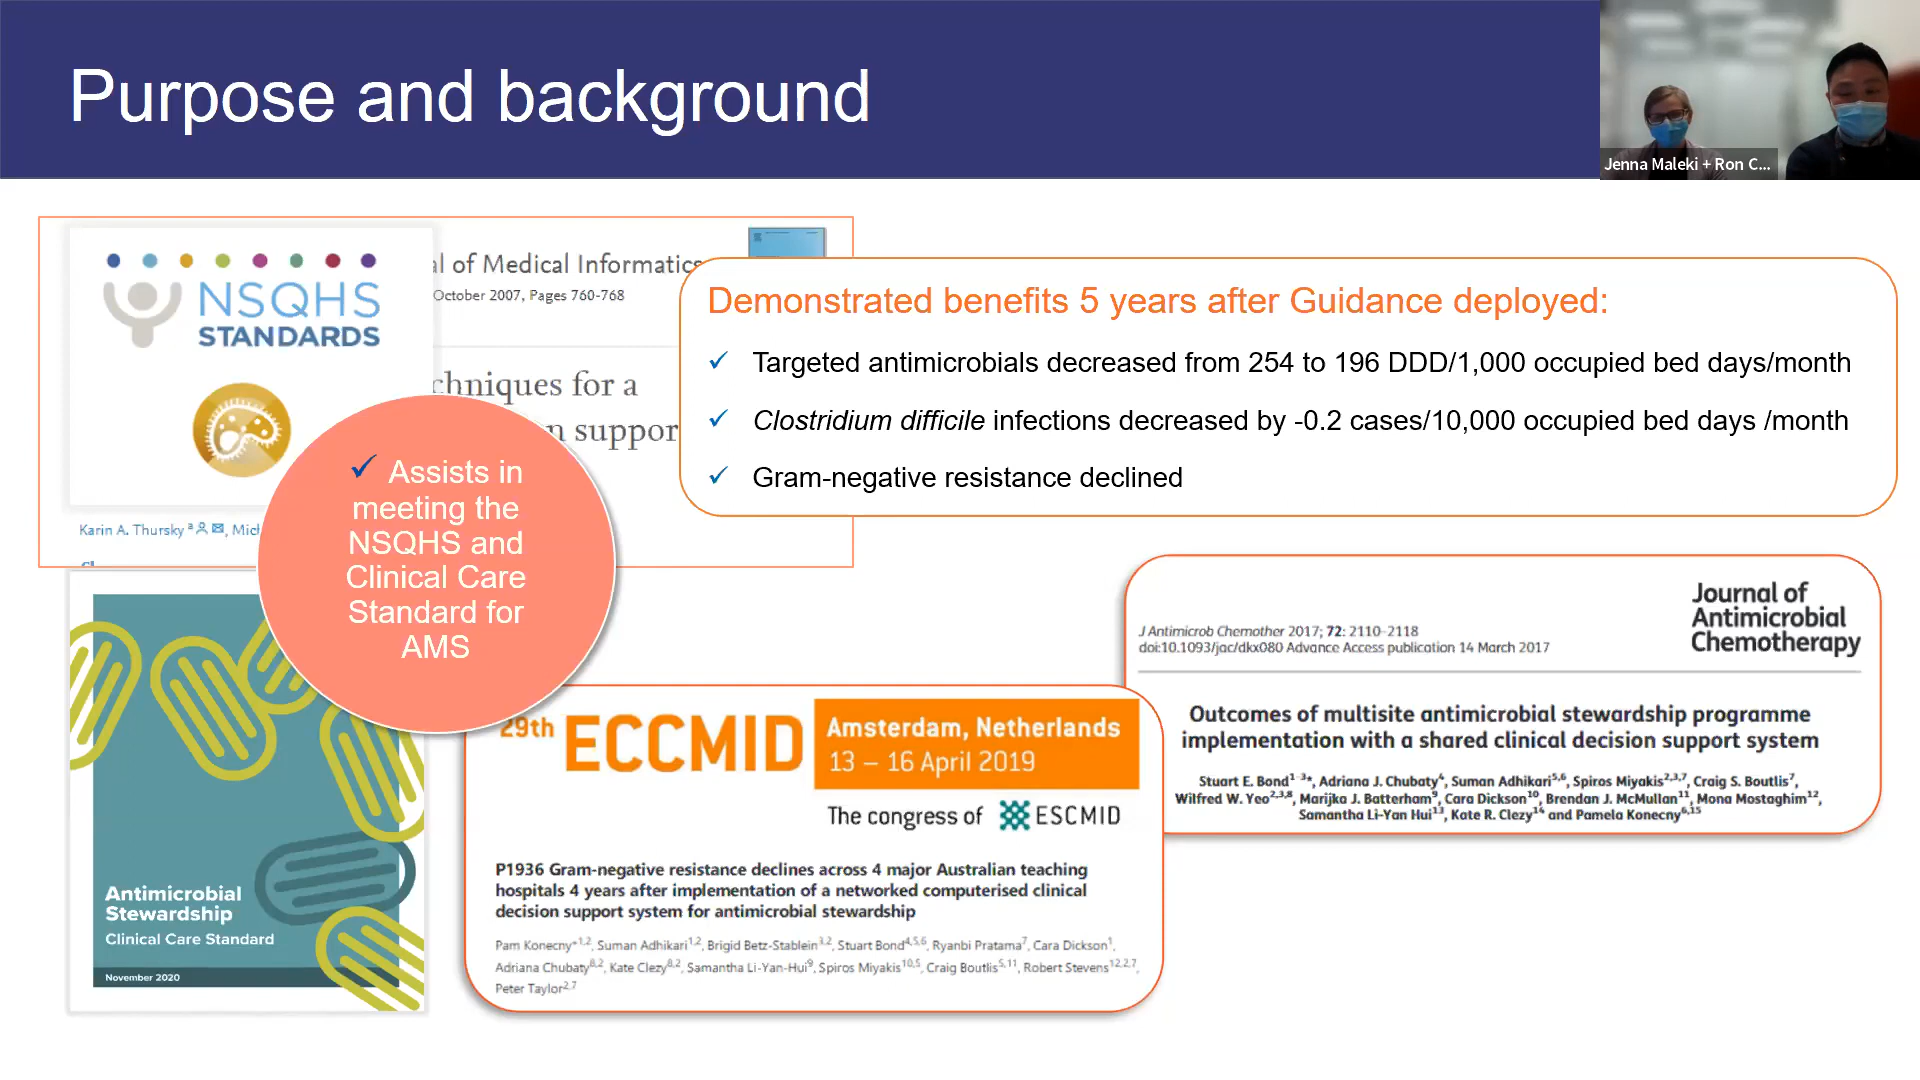 Purpose and background
Jenna Maleki + Ron C...
NSQHS
STANDARDS
of Medical Informatics
October 2007, Pages 760-768
for a
Karin A. Thursky a
✓ Assists in
meeting the
NSQHS and
Clinical Care
Standard for
AMS
Demonstrated benefits 5 years after Guidance deployed:
✓ Targeted antimicrobials decreased from 254 to 196 DDD/1,000 occupied bed days/month
✓ Clostridium difficile infections decreased by -0.2 cases/10,000 occupied bed days /month
✓ Gram-negative resistance declined
Antimicrobial
Stewardship
Clinical Care Standard
November 2020
29th ECCMID
Amsterdam, Netherlands
13 – 16 April 2019
The congress of ESCMID
P1936 Gram-negative resistance declines across 4 major Australian teaching
hospitals 4 years after implementation of a networked computerised clinical
decision support system for antimicrobial stewardship
Pam Konecny*1,2, Suman Adhikari1,2, Brigid Betz-Stablein3,2, Stuart Bond4,5,6, Ryanbi Pratama7, Cara Dickson1,
Adriana Chubaty8,2, Kate Clezy8,2, Samantha Li-Yan-Hui9, Spiros Miyakis10,5, Craig Boutlis5,11, Robert Stevens12,2,7,
Peter Taylor2,7
Journal of
Antimicrobial
Chemotherapy
J Antimicrob Chemother 2017; 72: 2110–2118
doi:10.1093/jac/dkx080 Advance Access publication 14 March 2017
Outcomes of multisite antimicrobial stewardship programme
implementation with a shared clinical decision support system
Stuart E. Bond1–3*, Adriana J. Chubaty4, Suman Adhikari5,6, Spiros Miyakis2,3,7, Craig S. Boutlis7,
Wilfred W. Yeo2,3,8, Marijka J. Batterham9, Cara Dickson10, Brendan J. McMullan11, Mona Mostaghim12,
Samantha Li-Yan Hui13, Kate R. Clezy14 and Pamela Konecny6,15